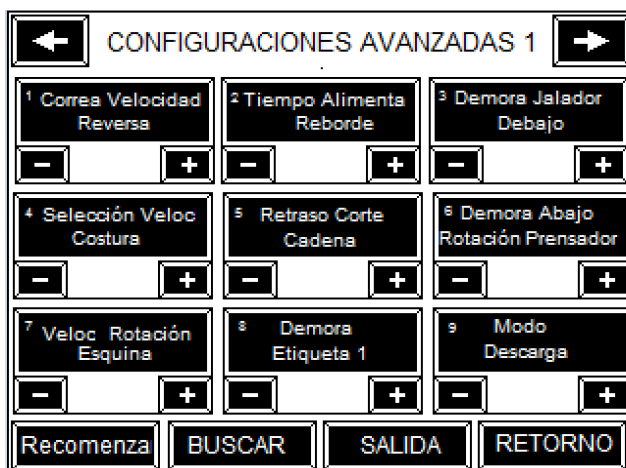 CONFIGURACIONES AVANZADAS 1
1 Correa Velocidad
Reversa
- +
2 Tiempo Alimenta
Reborde
- +
3 Demora Jalador
Debajo
- +
4 Selección Veloc
Costura
- +
5 Retraso Corte
Cadena
- +
6 Demora Abajo
Rotación Prensador
- +
7 Veloc Rotación
Esquina
- +
8 Demora
Etiqueta 1
- +
9 Modo
Descarga
- +
Recomenza
BUSCAR
SALIDA
RETORNO